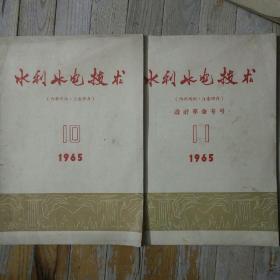 水利水电技术
(内部刊物·注意保存)
10
1965
水利水电技术
(内部刊物·注意保存)
设计革命专号
11
1965